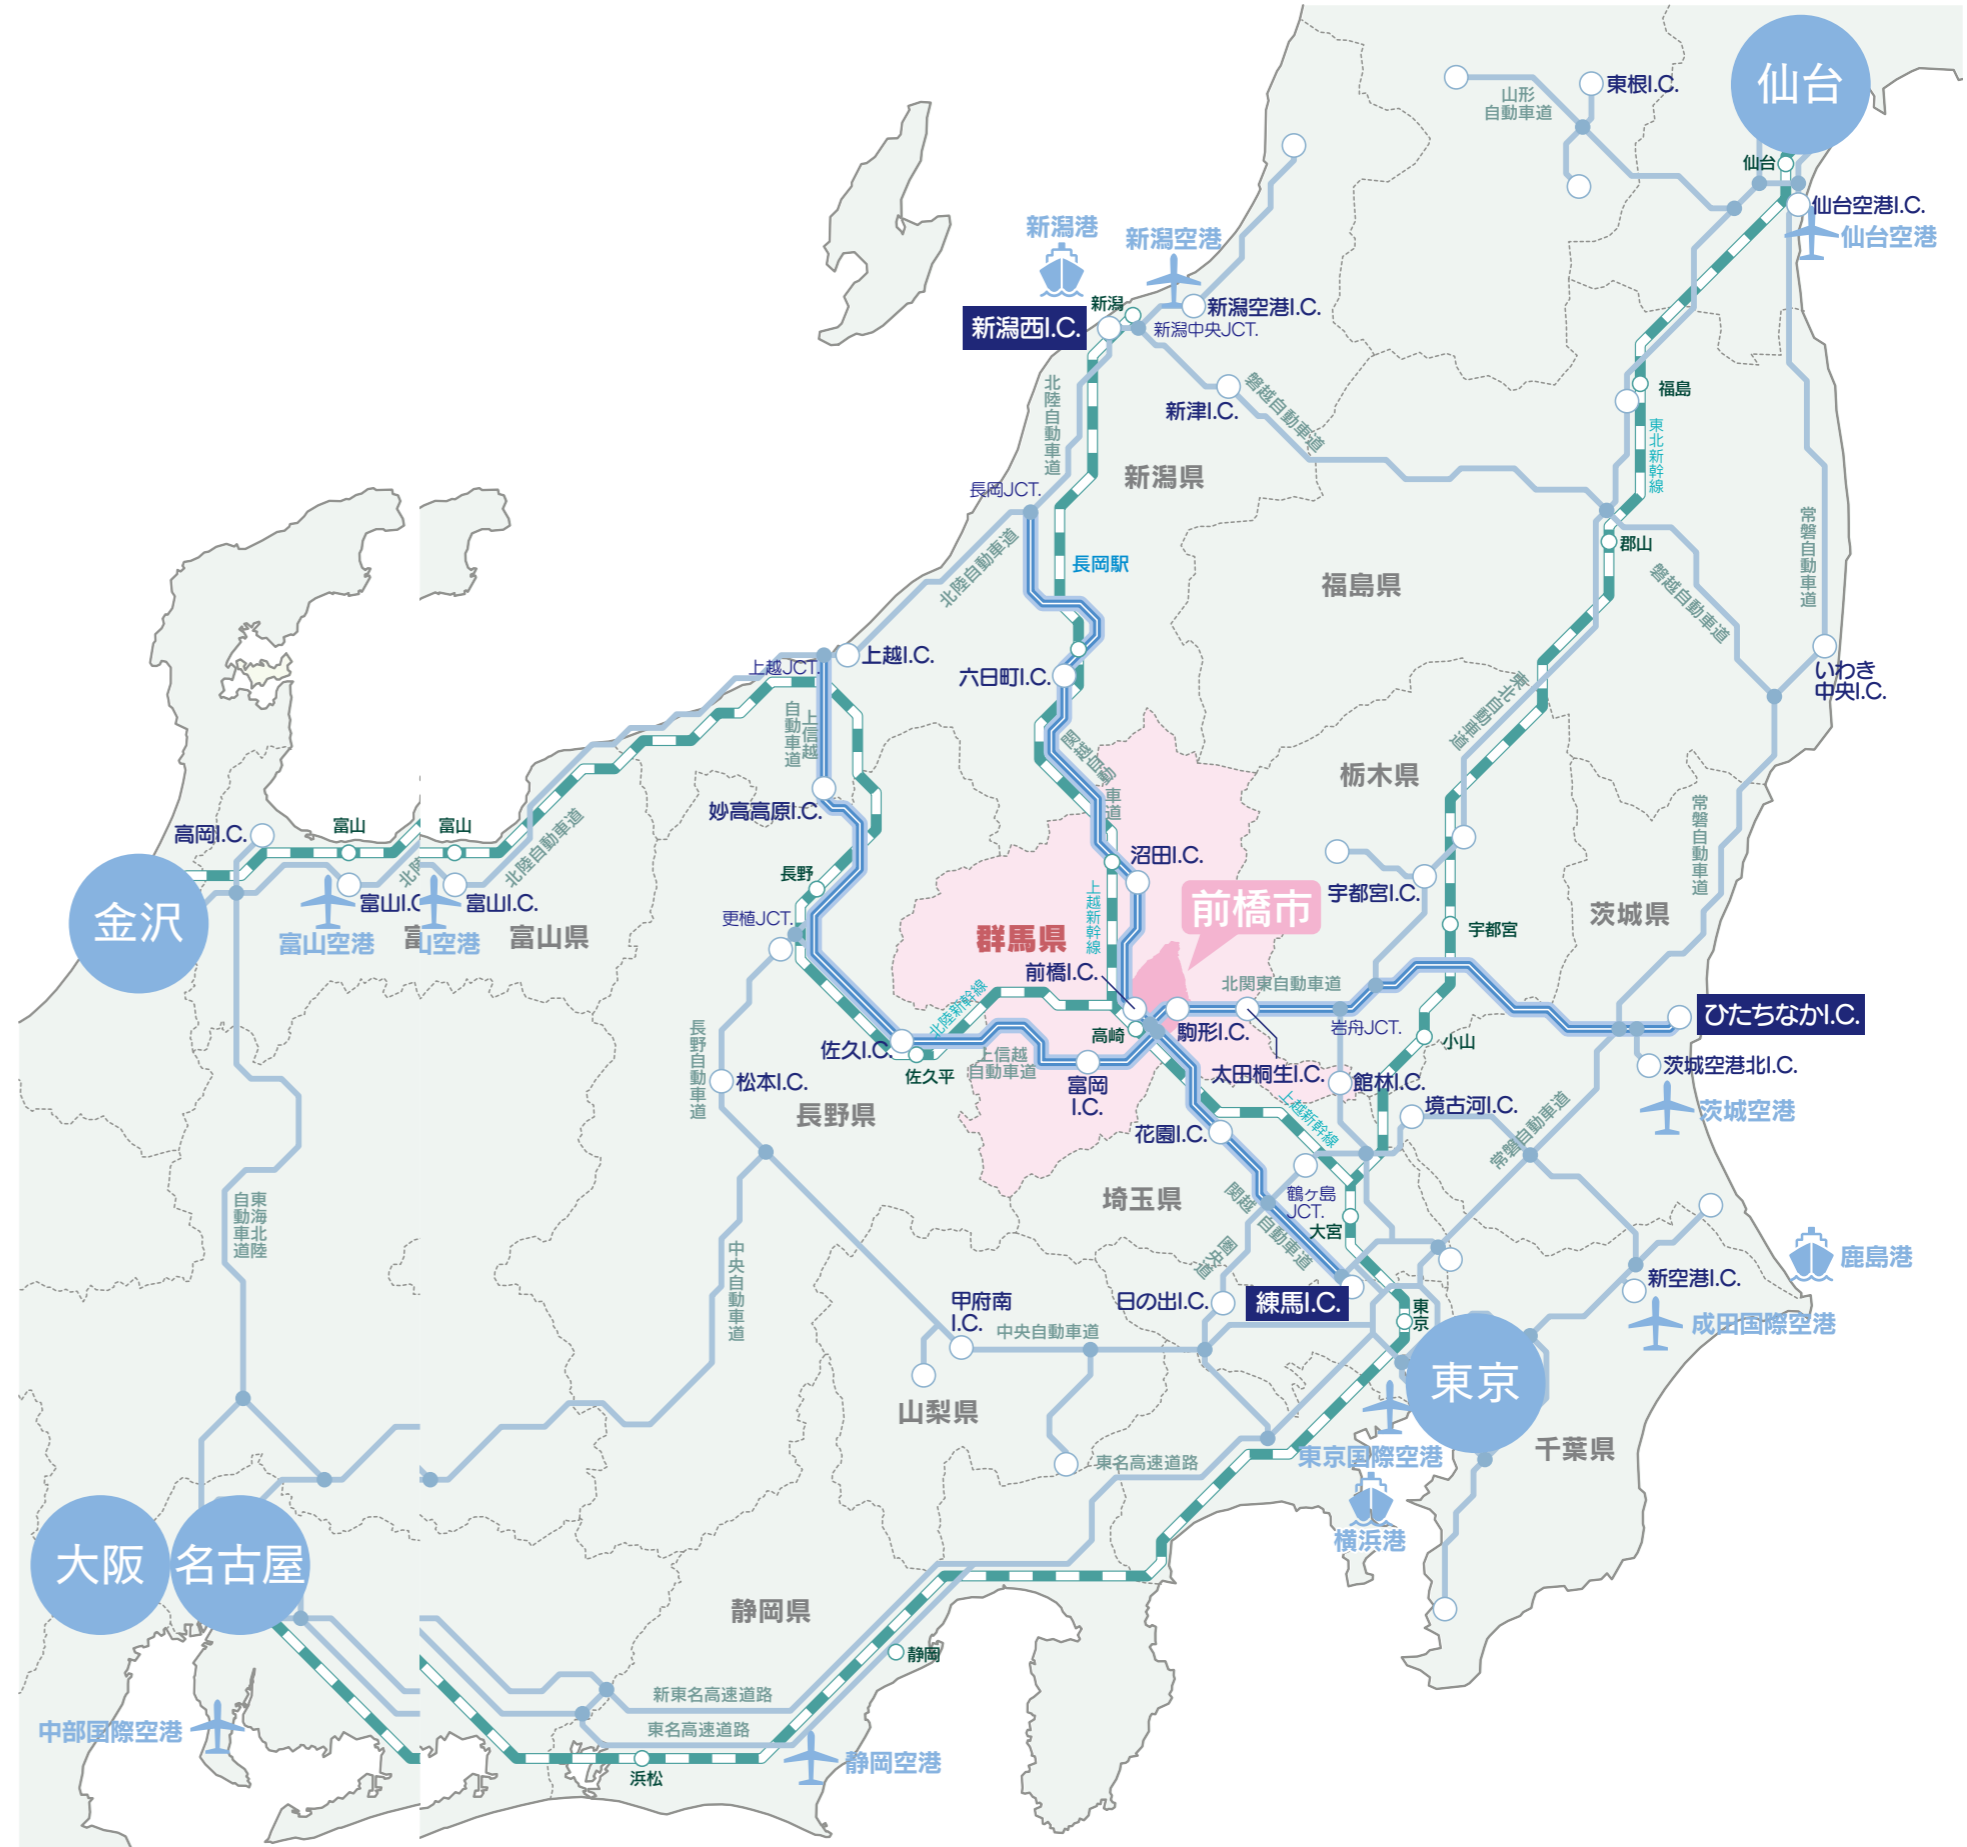 仙台
東根I.C.
山形
自動車道
仙台
仙台空港I.C.
仙台空港
新潟港
新潟空港
新潟
新潟空港I.C.
新潟西I.C.
新潟中央JCT.
北陸自動車道
新津I.C.
磐越自動車道
福島
東北新幹線
新潟県
長岡JCT.
常磐自動車道
北陸自動車道
長岡駅
郡山
福島県
磐越自動車道
上越JCT.
上越I.C.
六日町I.C.
いわき
中央I.C.
上信越
自動車道
関越自動車道
東北自動車道
栃木県
妙高高原I.C.
常磐自動車道
高岡I.C.
富山
富山
北陸自動車道
北陸自動車道
沼田I.C.
長野
上越新幹線
前橋市
宇都宮I.C.
宇都宮
茨城県
金沢
富山I.C.
富山I.C.
富山空港
富
山空港
富山県
更植JCT.
群馬県
前橋I.C.
北関東自動車道
北陸新幹線
ひたちなかI.C.
長野自動車道
佐久I.C.
佐久平
上信越
自動車道
高崎
駒形I.C.
岩舟JCT.
小山
松本I.C.
富岡
I.C.
太田桐生I.C.
館林I.C.
茨城空港北I.C.
茨城空港
長野県
花園I.C.
上越新幹線
境古河I.C.
常磐自動車道
東海北陸
自動車道
埼玉県
関越自動車道
鶴ヶ島
JCT.
大宮
圏央道
中央自動車道
鹿島港
新空港I.C.
成田国際空港
甲府南
I.C.
中央自動車道
日の出I.C.
練馬I.C.
東京
東京
山梨県
東名高速道路
東京国際空港
千葉県
横浜港
大阪
名古屋
静岡県
静岡
新東名高速道路
東名高速道路
中部国際空港
浜松
静岡空港